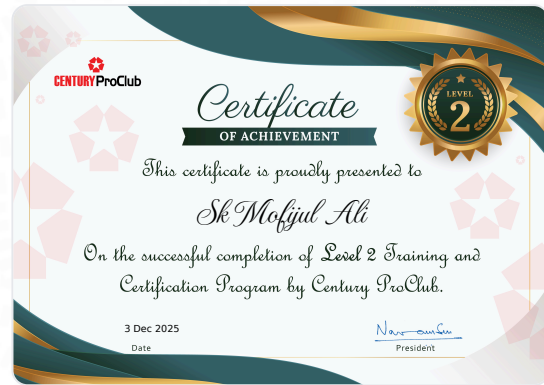 CENTURY ProClub
LEVEL
2
Certificate
OF ACHIEVEMENT
This certificate is proudly presented to
Sk Mofijul Ali
On the successful completion of Level 2 Training and
Certification Program by Century ProClub.
3 Dec 2025
Date
President